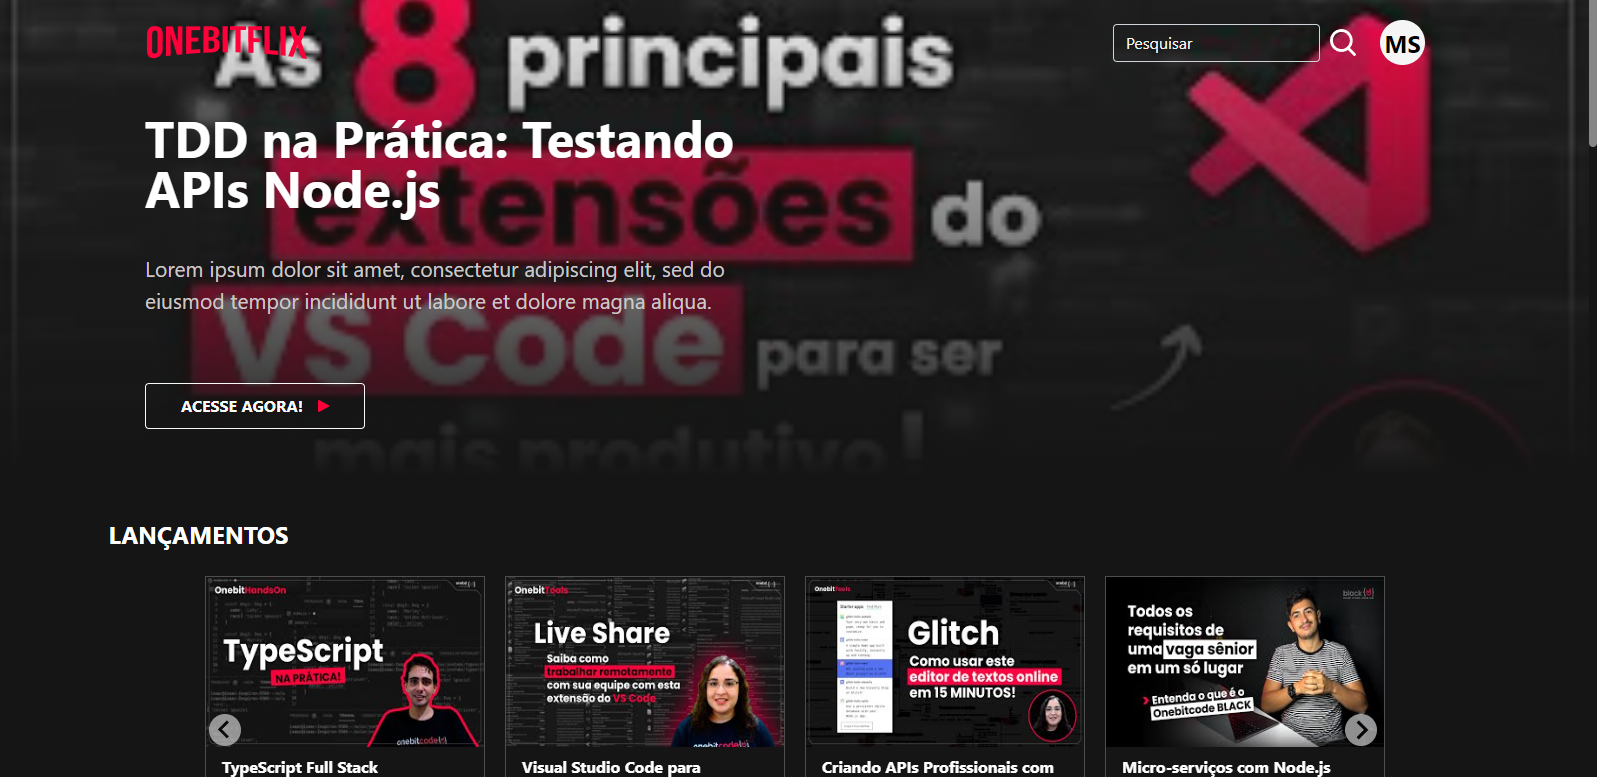 ONEBITFLIX
As 8 principais
extensões do
VS Code para ser
mais produtivo!
Pesquisar
MS
TDD na Prática: Testando
APIs Node.js
Lorem ipsum dolor sit amet, consectetur adipiscing elit, sed do
eiusmod tempor incididunt ut labore et dolore magna aliqua.
ACESSE AGORA!
LANÇAMENTOS
OnebitHandsOn
TypeScript
NA PRÁTICA!
onebitcode
TypeScript Full Stack
OnebitTools
Live Share
Saiba como
trabalhar remotamente
com sua equipe com esta
extensão do VS Code
onebitcode
Visual Studio Code para
OnebitTools
Glitch
Como usar este
editor de textos online
em 15 MINUTOS!
Criando APIs Profissionais com
black
Todos os
requisitos de
uma vaga sênior
em um só lugar
Entenda o que é o
Onebitcode BLACK
Micro-serviços com Node.js